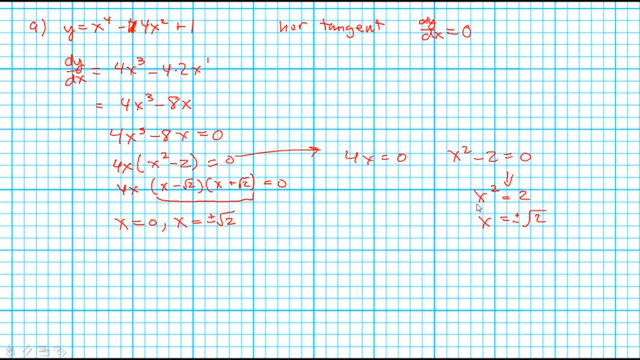 a) y = x⁴ - 4x² + 1 hor tangent dy/dx = 0
dy/dx = 4x³ - 4·2x¹
= 4x³ - 8x
4x³ - 8x = 0
4x(x² - 2) = 0 4x = 0 x² - 2 = 0
4x (x - √2)(x + √2) = 0 x² = 2
x = 0, x = ±√2 x = ±√2